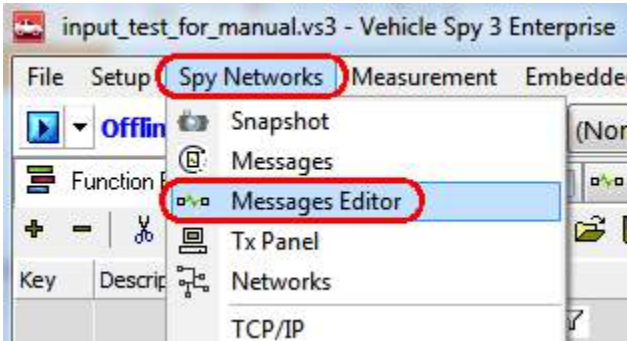 input_test_for_manual.vs3 - Vehicle Spy 3 Enterprise
File Setup Spy Networks Measurement
Snapshot
Messages
Function
Messages Editor
Tx Panel
Key
Networks
TCP/IP